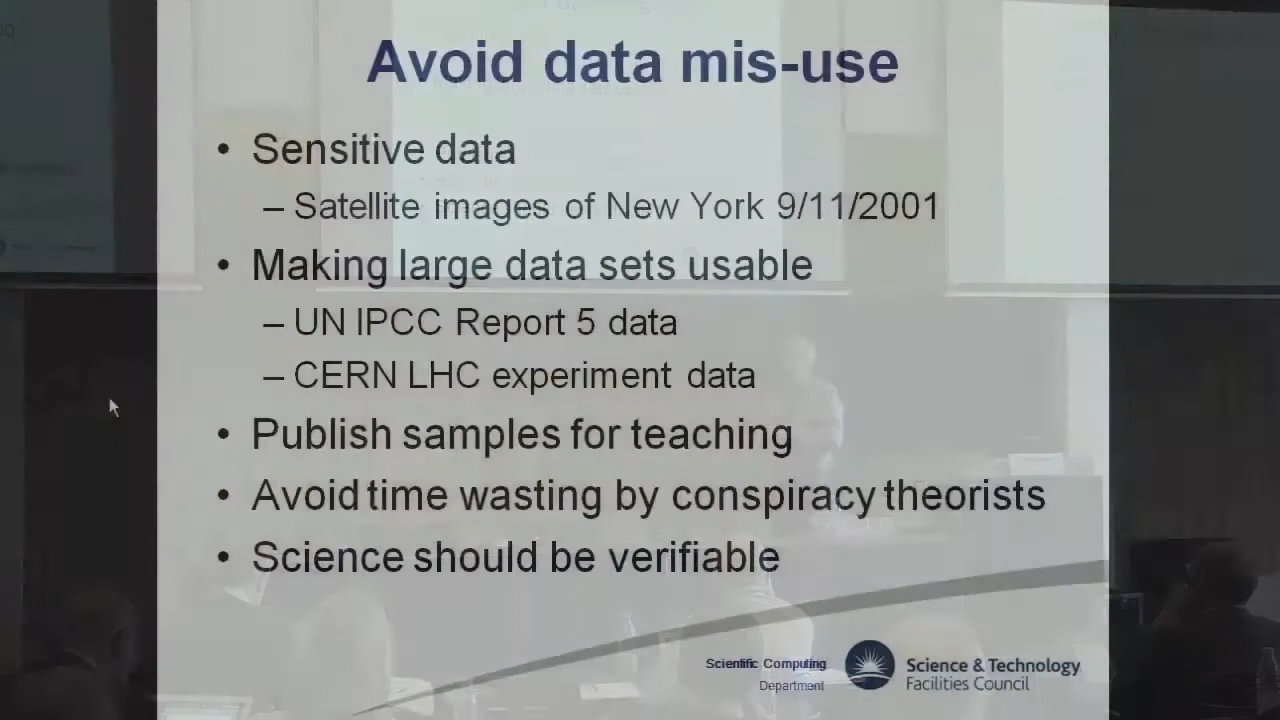 Avoid data mis-use
• Sensitive data
– Satellite images of New York 9/11/2001
• Making large data sets usable
– UN IPCC Report 5 data
– CERN LHC experiment data
• Publish samples for teaching
• Avoid time wasting by conspiracy theorists
• Science should be verifiable
Scientific Computing
Department
Science & Technology
Facilities Council